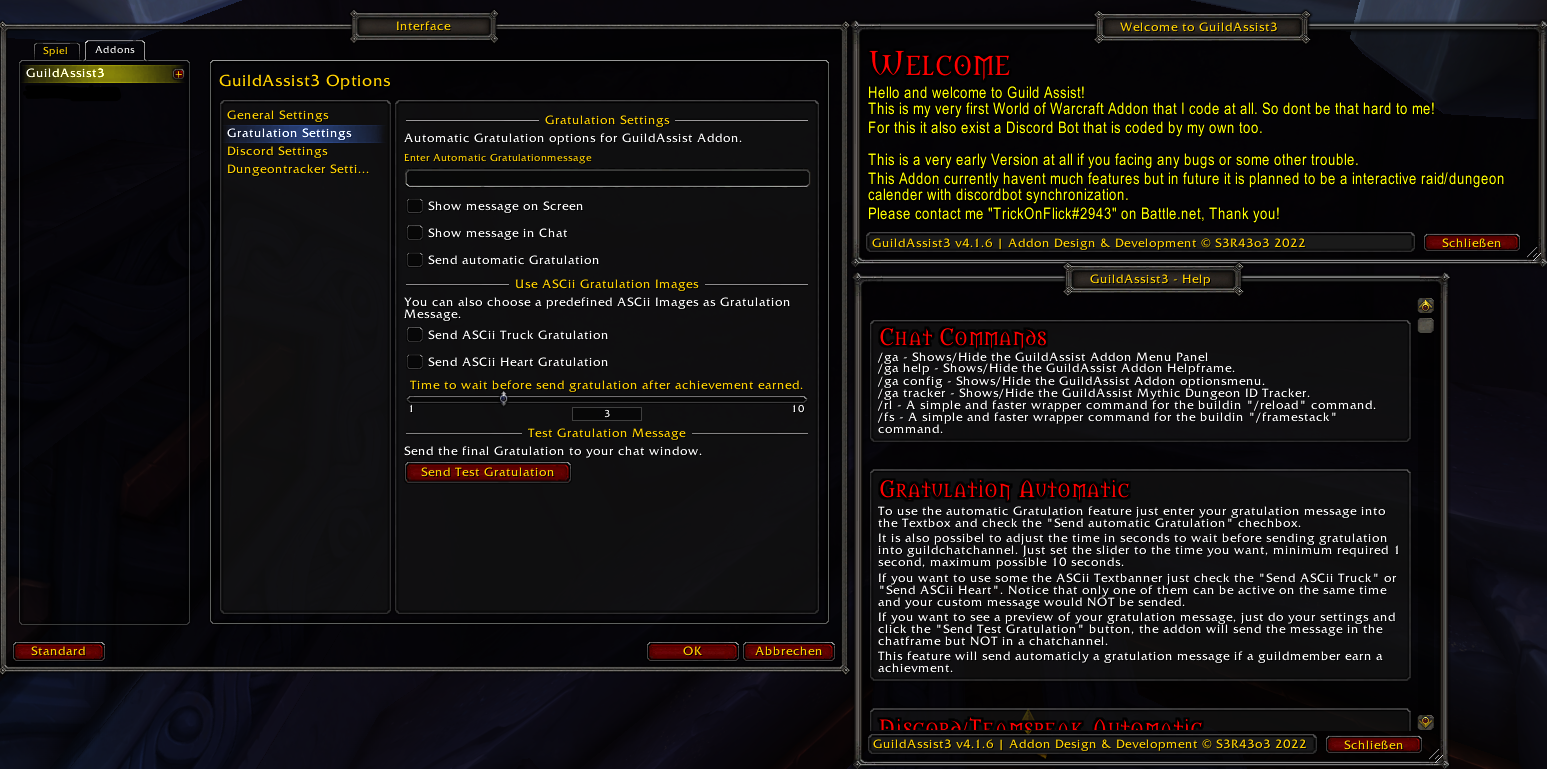 Interface
Spiel
Addons
GuildAssist3
GuildAssist3 Options
General Settings
Gratulation Settings
Discord Settings
Dungeontracker Setti...
Gratulation Settings
Automatic Gratulation options for GuildAssist Addon.
Enter Automatic Gratulationmessage
Show message on Screen
Show message in Chat
Send automatic Gratulation
Use ASCii Gratulation Images
You can also choose a predefined ASCii Images as Gratulation
Message.
Send ASCii Truck Gratulation
Send ASCii Heart Gratulation
Time to wait before send gratulation after achievement earned.
1
3
10
Test Gratulation Message
Send the final Gratulation to your chat window.
Send Test Gratulation
Standard
OK
Abbrechen
Welcome to GuildAssist3
Welcome
Hello and welcome to Guild Assist!
This is my very first World of Warcraft Addon that I code at all. So dont be that hard to me!
For this it also exist a Discord Bot that is coded by my own too.
This is a very early Version at all if you facing any bugs or some other trouble.
This Addon currently havent much features but in future it is planned to be a interactive raid/dungeon
calender with discordbot synchronization.
Please contact me "TrickOnFlick#2943" on Battle.net, Thank you!
GuildAssist3 v4.1.6 | Addon Design & Development © S3R43o3 2022
Schließen
GuildAssist3 - Help
Chat Commands
/ga - Shows/Hide the GuildAssist Addon Menu Panel
/ga help - Shows/Hide the GuildAssist Addon Helpframe.
/ga config - Shows/Hide the GuildAssist Addon optionsmenu.
/ga tracker - Shows/Hide the GuildAssist Mythic Dungeon ID Tracker.
/rl - A simple and faster wrapper command for the buildin "/reload" command.
/fs - A simple and faster wrapper command for the buildin "/framestack"
command.
Gratulation Automatic
To use the automatic Gratulation feature just enter your gratulation message into
the Textbox and check the "Send automatic Gratulation" chechbox.
It is also possibel to adjust the time in seconds to wait before sending gratulation
into guildchatchannel. Just set the slider to the time you want, minimum required 1
second, maximum possible 10 seconds.
If you want to use some the ASCii Textbanner just check the "Send ASCii Truck" or
"Send ASCii Heart". Notice that only one of them can be active on the same time
and your custom message would NOT be sended.
If you want to see a preview of your gratulation message, just do your settings and
click the "Send Test Gratulation" button, the addon will send the message in the
chatframe but NOT in a chatchannel.
This feature will send automaticly a gratulation message if a guildmember earn a
achievment.
Discord/Teamspeak Automatic
GuildAssist3 v4.1.6 | Addon Design & Development © S3R43o3 2022
Schließen